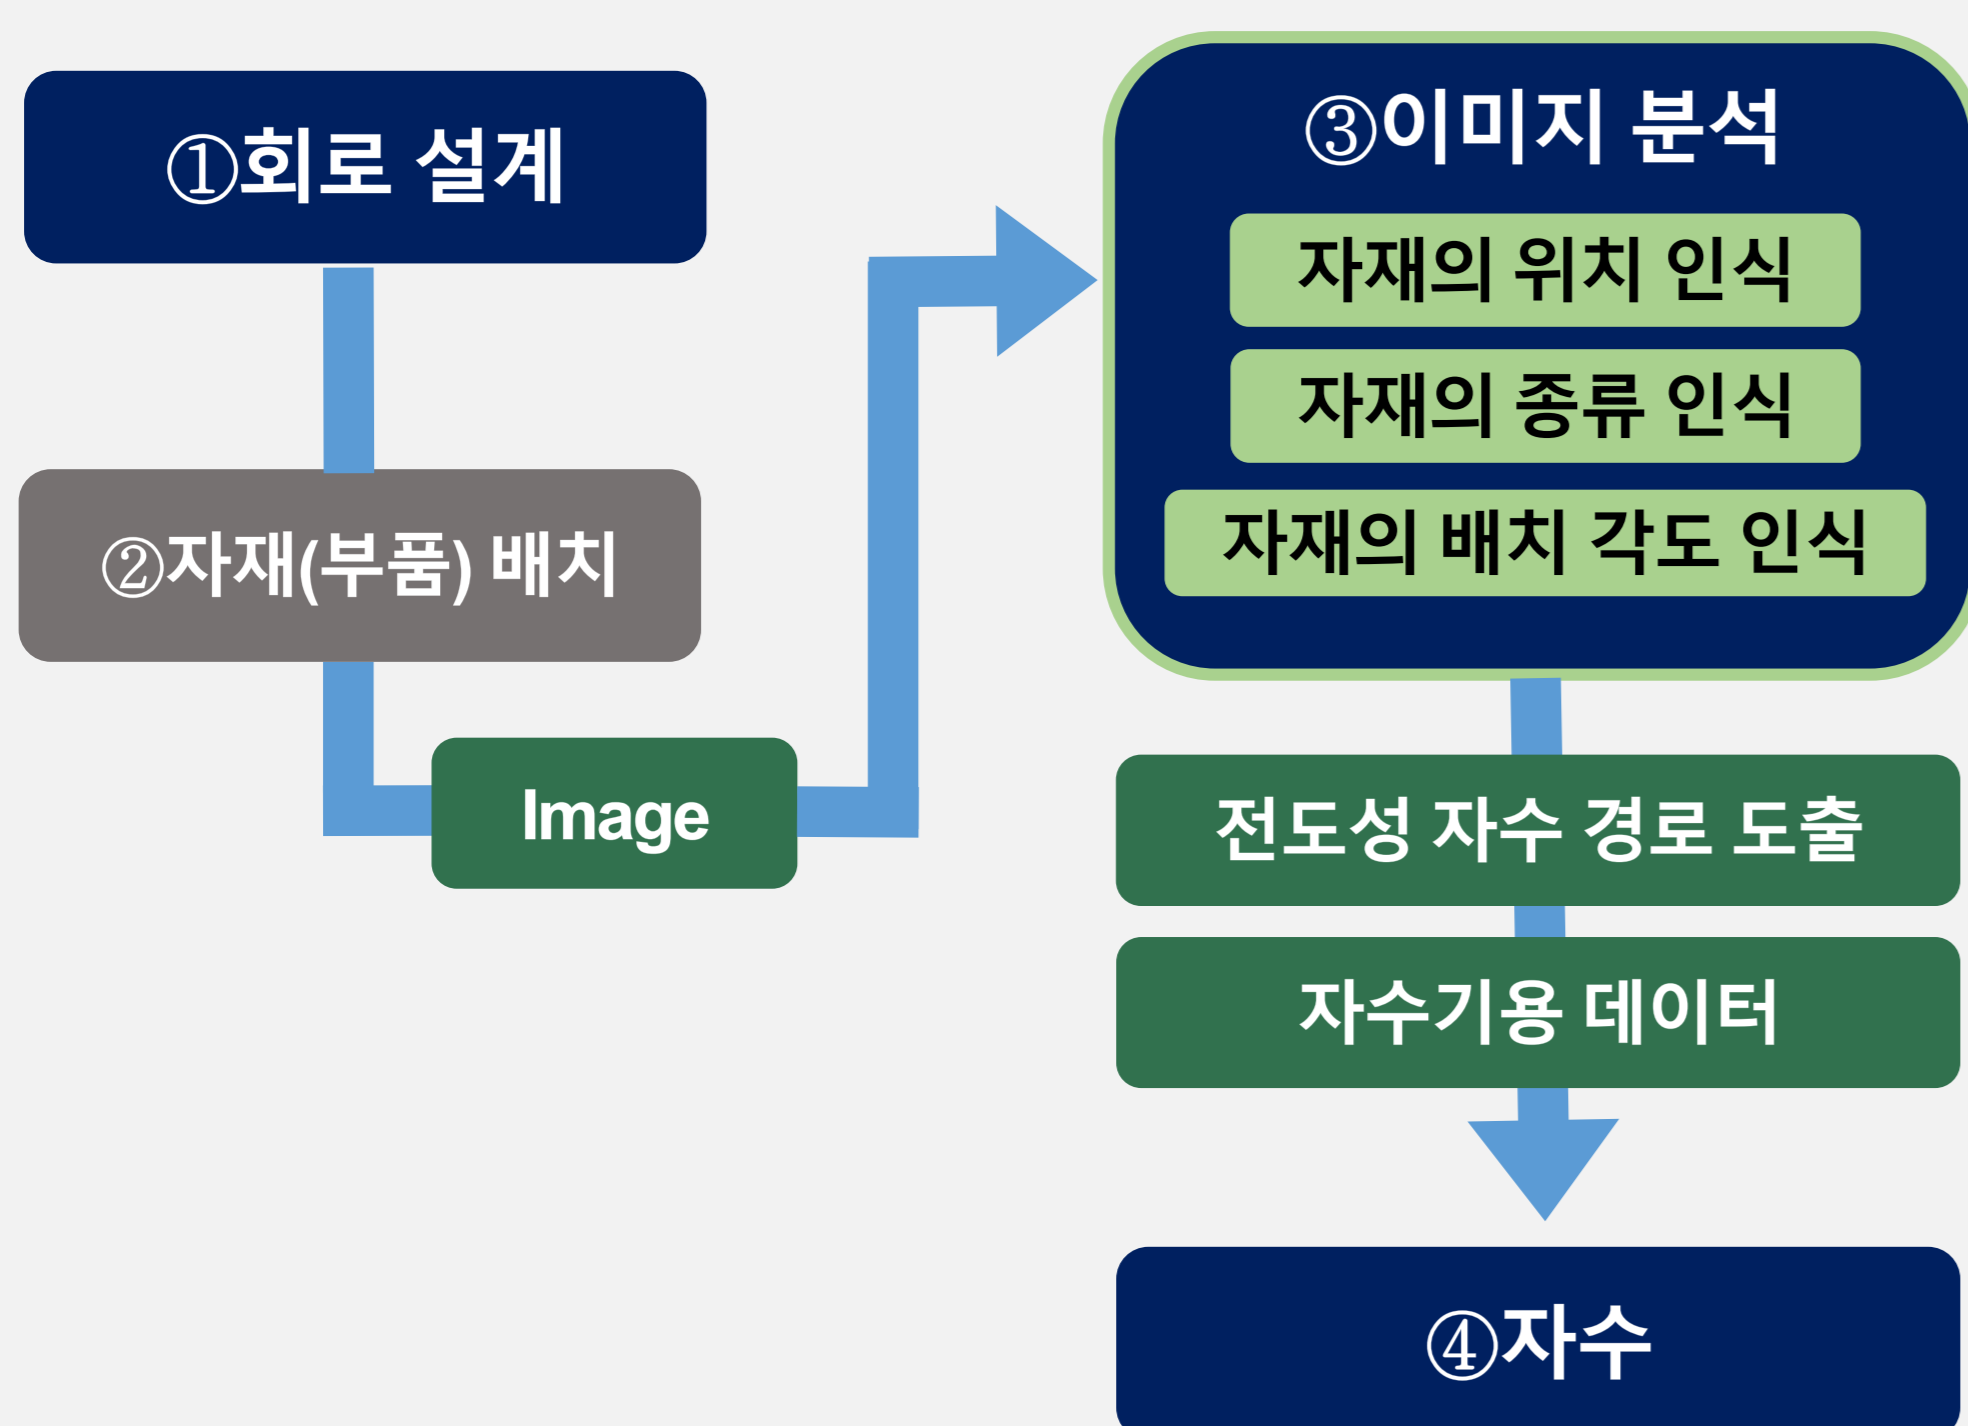 ①회로 설계
②자재(부품) 배치
Image
③이미지 분석
자재의 위치 인식
자재의 종류 인식
자재의 배치 각도 인식
전도성 자수 경로 도출
자수기용 데이터
④자수